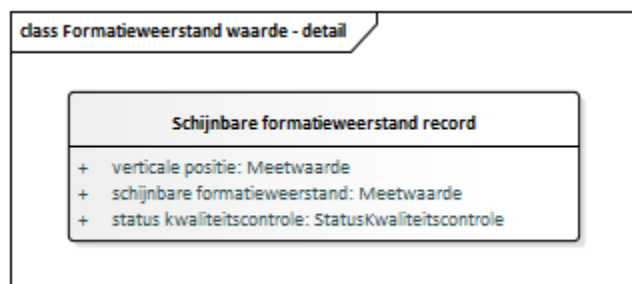 class Formatieweerstand waarde - detail
Schijnbare formatieweerstand record
+ verticale positie: Meetwaarde
+ schijnbare formatieweerstand: Meetwaarde
+ status kwaliteitscontrole: StatusKwaliteitscontrole